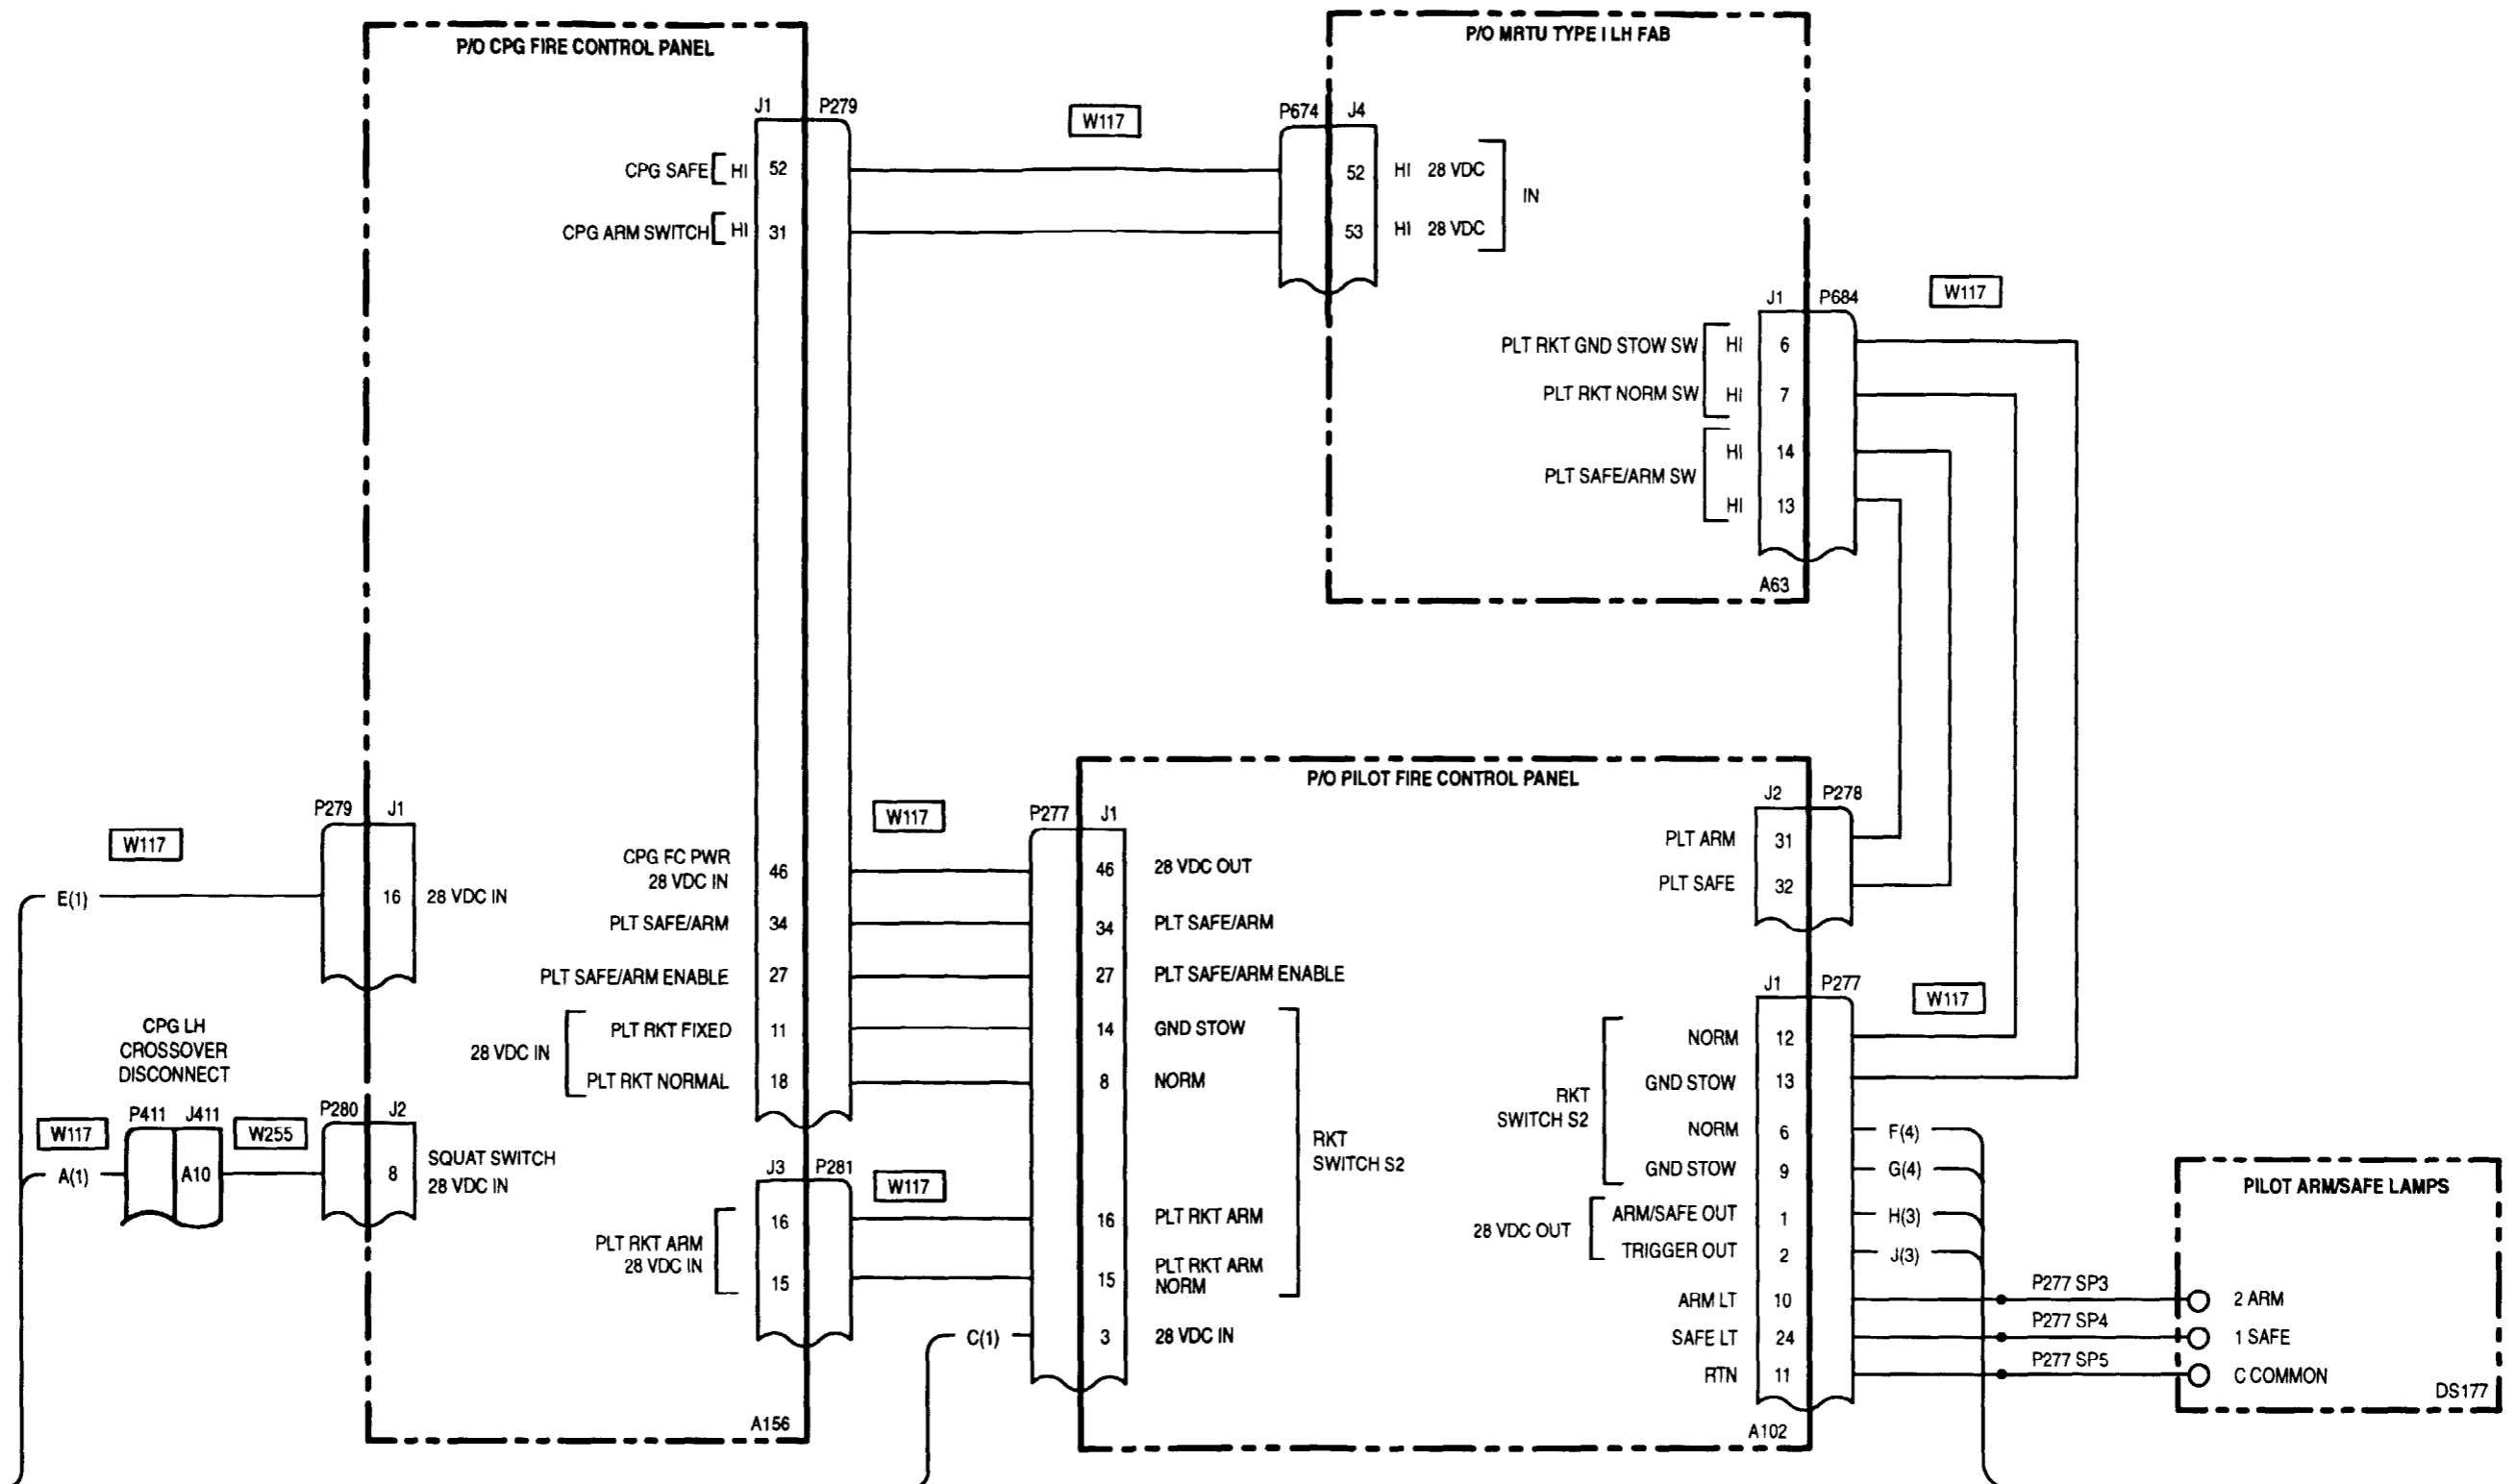 P/O CPG FIRE CONTROL PANEL
J1 P279
CPG SAFE HI 52
CPG ARM SWITCH HI 31
W117
P/O MRTU TYPE I LH FAB
P674 J4
52 HI 28 VDC
53 HI 28 VDC
IN
J1 P684
W117
PLT RKT GND STOW SW HI 6
PLT RKT NORM SW HI 7
HI 14
PLT SAFE/ARM SW
HI 13
A63
P279 J1
W117
E(1)
16 28 VDC IN
CPG LH
CROSSOVER
DISCONNECT
P411 J411
W117
W255
A(1)
A10
P280 J2
8
SQUAT SWITCH
28 VDC IN
CPG FC PWR
28 VDC IN
46
PLT SAFE/ARM 34
PLT SAFE/ARM ENABLE 27
28 VDC IN
PLT RKT FIXED 11
PLT RKT NORMAL 18
J3 P281
W117
PLT RKT ARM
28 VDC IN
16
15
A156
W117
P/O PILOT FIRE CONTROL PANEL
P277 J1
46 28 VDC OUT
34 PLT SAFE/ARM
27 PLT SAFE/ARM ENABLE
14 GND STOW
8 NORM
RKT
SWITCH S2
16 PLT RKT ARM
15 PLT RKT ARM
NORM
C(1)
3 28 VDC IN
J2 P278
PLT ARM 31
PLT SAFE 32
J1 P277
W117
RKT
SWITCH S2
NORM 12
GND STOW 13
NORM 6 F(4)
GND STOW 9 G(4)
28 VDC OUT
ARM/SAFE OUT 1 H(3)
TRIGGER OUT 2 J(3)
ARM LT 10
SAFE LT 24
RTN 11
A102
P277 SP3
P277 SP4
P277 SP5
PILOT ARM/SAFE LAMPS
2 ARM
1 SAFE
C COMMON
DS177